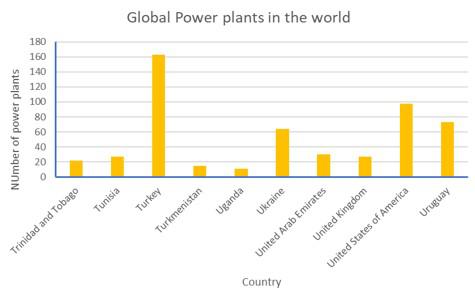 Global Power plants in the world
NUmber of power plants
180
160
140
120
100
80
60
40
20
0
Trinidad and Tobago
Tunisia
Turkey
Turkmenistan
Uganda
Ukraine
United Arab Emirates
United Kingdom
United States of America
Uruguay
Country